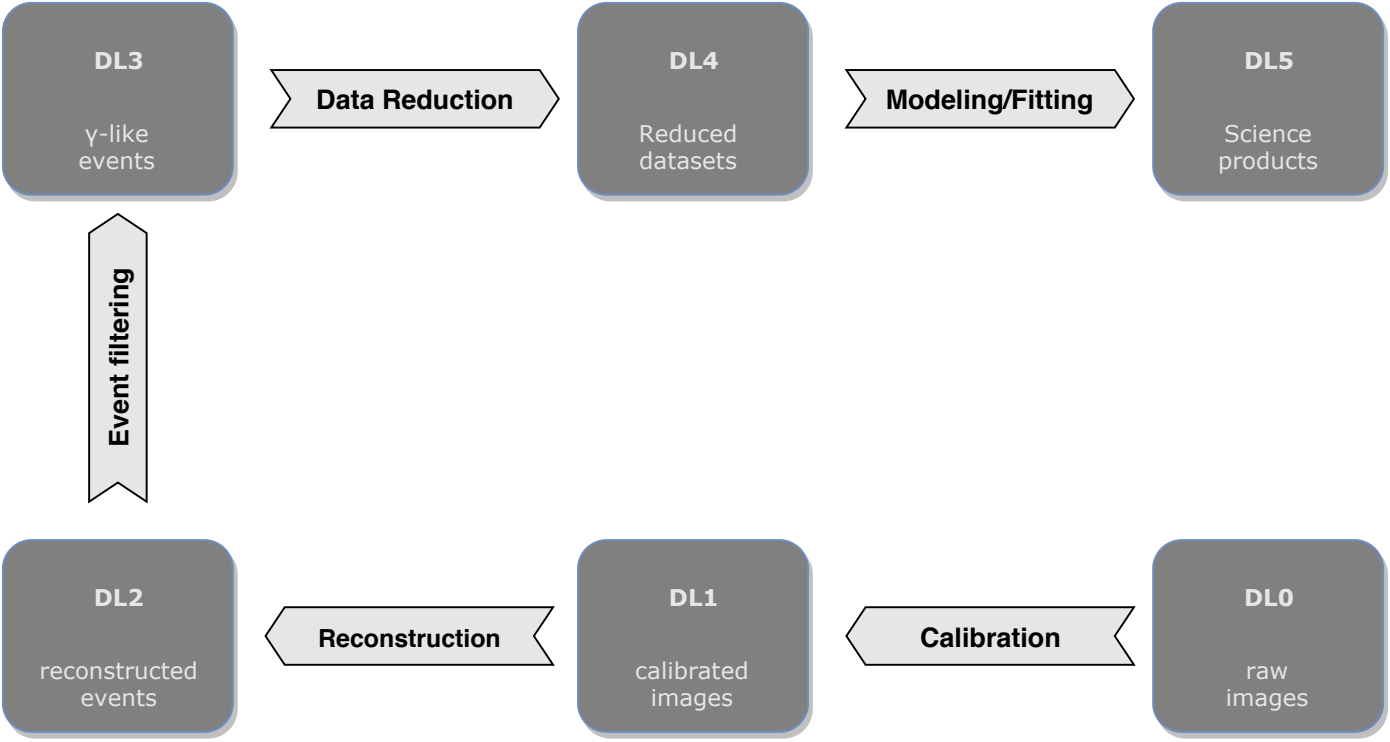 DL3
γ-like
events
Data Reduction
DL4
Reduced
datasets
Modeling/Fitting
DL5
Science
products
Event filtering
DL2
reconstructed
events
Reconstruction
DL1
calibrated
images
Calibration
DL0
raw
images